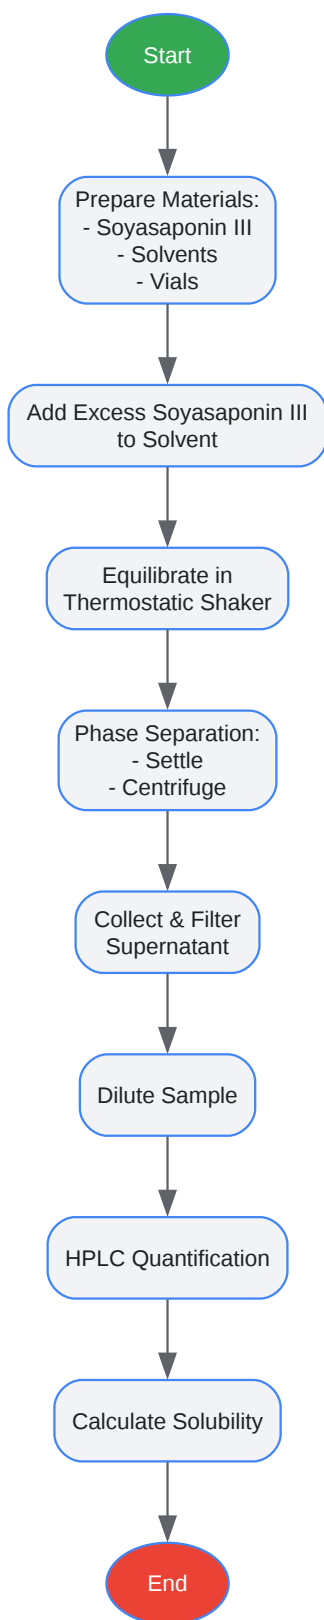 Start
Prepare Materials:
- Soyasaponin III
- Solvents
- Vials
Add Excess Soyasaponin III
to Solvent
Equilibrate in
Thermostatic Shaker
Phase Separation:
- Settle
- Centrifuge
Collect & Filter
Supernatant
Dilute Sample
HPLC Quantification
Calculate Solubility
End